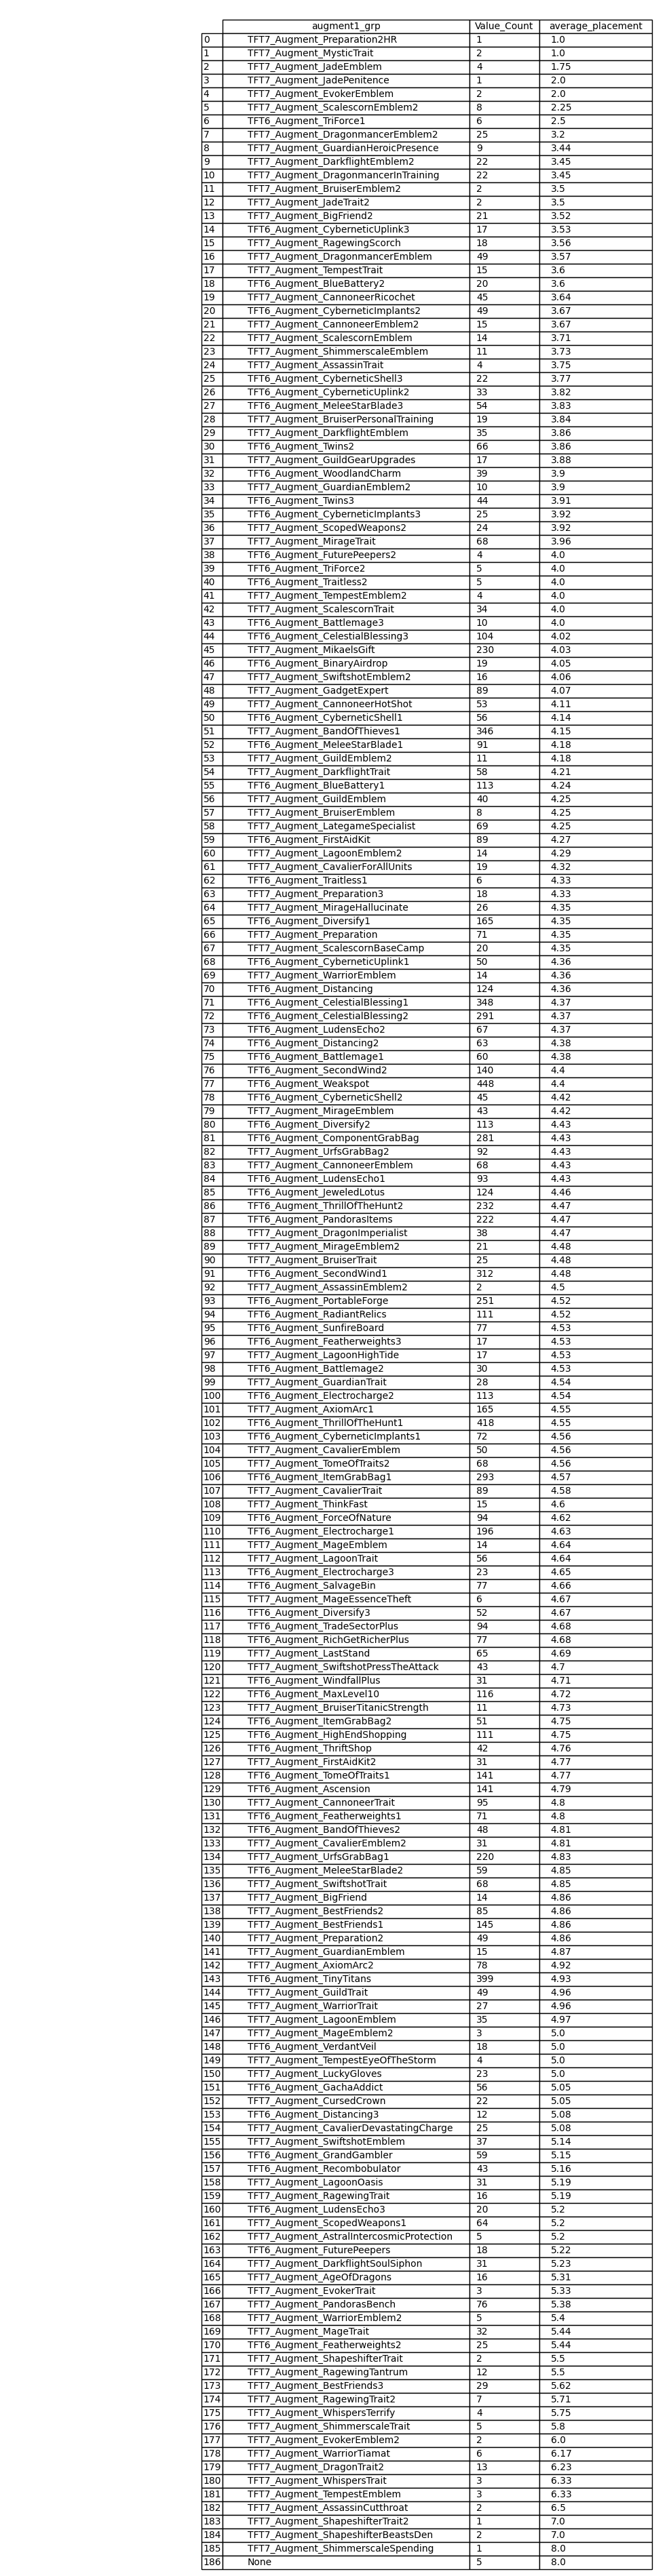 augment1_grp Value_Count average_placement
0 TFT7_Augment_Preparation2HR 1 1.0
1 TFT7_Augment_MysticTrait 2 1.0
2 TFT7_Augment_JadeEmblem 4 1.75
3 TFT7_Augment_JadePenitence 1 2.0
4 TFT7_Augment_EvokerEmblem 2 2.0
5 TFT7_Augment_ScalescornEmblem2 8 2.25
6 TFT6_Augment_TriForce1 6 2.5
7 TFT7_Augment_DragonmancerEmblem2 25 3.2
8 TFT7_Augment_GuardianHeroicPresence 9 3.44
9 TFT7_Augment_DarkflightEmblem2 22 3.45
10 TFT7_Augment_DragonmancerInTraining 22 3.45
11 TFT7_Augment_BruiserEmblem2 2 3.5
12 TFT7_Augment_JadeTrait2 2 3.5
13 TFT7_Augment_BigFriend2 21 3.52
14 TFT6_Augment_CyberneticUplink3 17 3.53
15 TFT7_Augment_RagewingScorch 18 3.56
16 TFT7_Augment_DragonmancerEmblem 49 3.57
17 TFT7_Augment_TempestTrait 15 3.6
18 TFT6_Augment_BlueBattery2 20 3.6
19 TFT7_Augment_CannoneerRicochet 45 3.64
20 TFT6_Augment_CyberneticImplants2 49 3.67
21 TFT7_Augment_CannoneerEmblem2 15 3.67
22 TFT7_Augment_ScalescornEmblem 14 3.71
23 TFT7_Augment_ShimmerscaleEmblem 11 3.73
24 TFT7_Augment_AssassinTrait 4 3.75
25 TFT6_Augment_CyberneticShell3 22 3.77
26 TFT6_Augment_CyberneticUplink2 33 3.82
27 TFT6_Augment_MeleeStarBlade3 54 3.83
28 TFT7_Augment_BruiserPersonalTraining 19 3.84
29 TFT7_Augment_DarkflightEmblem 35 3.86
30 TFT6_Augment_Twins2 66 3.86
31 TFT7_Augment_GuildGearUpgrades 17 3.88
32 TFT6_Augment_WoodlandCharm 39 3.9
33 TFT7_Augment_GuardianEmblem2 10 3.9
34 TFT6_Augment_Twins3 44 3.91
35 TFT6_Augment_CyberneticImplants3 25 3.92
36 TFT7_Augment_ScopedWeapons2 24 3.92
37 TFT7_Augment_MirageTrait 68 3.96
38 TFT6_Augment_FuturePeepers2 4 4.0
39 TFT6_Augment_TriForce2 5 4.0
40 TFT6_Augment_Traitless2 5 4.0
41 TFT7_Augment_TempestEmblem2 4 4.0
42 TFT7_Augment_ScalescornTrait 34 4.0
43 TFT6_Augment_Battlemage3 10 4.0
44 TFT6_Augment_CelestialBlessing3 104 4.02
45 TFT7_Augment_MikaelsGift 230 4.03
46 TFT6_Augment_BinaryAirdrop 19 4.05
47 TFT7_Augment_SwiftshotEmblem2 16 4.06
48 TFT7_Augment_GadgetExpert 89 4.07
49 TFT7_Augment_CannoneerHotShot 53 4.11
50 TFT6_Augment_CyberneticShell1 56 4.14
51 TFT7_Augment_BandOfThieves1 346 4.15
52 TFT6_Augment_MeleeStarBlade1 91 4.18
53 TFT7_Augment_GuildEmblem2 11 4.18
54 TFT7_Augment_DarkflightTrait 58 4.21
55 TFT6_Augment_BlueBattery1 113 4.24
56 TFT7_Augment_GuildEmblem 40 4.25
57 TFT7_Augment_BruiserEmblem 8 4.25
58 TFT7_Augment_LategameSpecialist 69 4.25
59 TFT6_Augment_FirstAidKit 89 4.27
60 TFT7_Augment_LagoonEmblem2 14 4.29
61 TFT7_Augment_CavalierForAllUnits 19 4.32
62 TFT6_Augment_Traitless1 6 4.33
63 TFT7_Augment_Preparation3 18 4.33
64 TFT7_Augment_MirageHallucinate 26 4.35
65 TFT6_Augment_Diversify1 165 4.35
66 TFT7_Augment_Preparation 71 4.35
67 TFT7_Augment_ScalescornBaseCamp 20 4.35
68 TFT6_Augment_CyberneticUplink1 50 4.36
69 TFT7_Augment_WarriorEmblem 14 4.36
70 TFT6_Augment_Distancing 124 4.36
71 TFT6_Augment_CelestialBlessing1 348 4.37
72 TFT6_Augment_CelestialBlessing2 291 4.37
73 TFT6_Augment_LudensEcho2 67 4.37
74 TFT6_Augment_Distancing2 63 4.38
75 TFT6_Augment_Battlemage1 60 4.38
76 TFT6_Augment_SecondWind2 140 4.4
77 TFT6_Augment_Weakspot 448 4.4
78 TFT6_Augment_CyberneticShell2 45 4.42
79 TFT7_Augment_MirageEmblem 43 4.42
80 TFT6_Augment_Diversify2 113 4.43
81 TFT6_Augment_ComponentGrabBag 281 4.43
82 TFT7_Augment_UrfsGrabBag2 92 4.43
83 TFT7_Augment_CannoneerEmblem 68 4.43
84 TFT6_Augment_LudensEcho1 93 4.43
85 TFT6_Augment_JeweledLotus 124 4.46
86 TFT6_Augment_ThrillOfTheHunt2 232 4.47
87 TFT6_Augment_PandorasItems 222 4.47
88 TFT7_Augment_DragonImperialist 38 4.47
89 TFT7_Augment_MirageEmblem2 21 4.48
90 TFT7_Augment_BruiserTrait 25 4.48
91 TFT6_Augment_SecondWind1 312 4.48
92 TFT7_Augment_AssassinEmblem2 2 4.5
93 TFT6_Augment_PortableForge 251 4.52
94 TFT6_Augment_RadiantRelics 111 4.52
95 TFT6_Augment_SunfireBoard 77 4.53
96 TFT6_Augment_Featherweights3 17 4.53
97 TFT7_Augment_LagoonHighTide 17 4.53
98 TFT6_Augment_Battlemage2 30 4.53
99 TFT7_Augment_GuardianTrait 28 4.54
100 TFT6_Augment_Electrocharge2 113 4.54
101 TFT7_Augment_AxiomArc1 165 4.55
102 TFT6_Augment_ThrillOfTheHunt1 418 4.55
103 TFT6_Augment_CyberneticImplants1 72 4.56
104 TFT7_Augment_CavalierEmblem 50 4.56
105 TFT7_Augment_TomeOfTraits2 68 4.56
106 TFT6_Augment_ItemGrabBag1 293 4.57
107 TFT7_Augment_CavalierTrait 89 4.58
108 TFT7_Augment_ThinkFast 15 4.6
109 TFT6_Augment_ForceOfNature 94 4.62
110 TFT6_Augment_Electrocharge1 196 4.63
111 TFT7_Augment_MageEmblem 14 4.64
112 TFT7_Augment_LagoonTrait 56 4.64
113 TFT6_Augment_Electrocharge3 23 4.65
114 TFT6_Augment_SalvageBin 77 4.66
115 TFT7_Augment_MageEssenceTheft 6 4.67
116 TFT6_Augment_Diversify3 52 4.67
117 TFT6_Augment_TradeSectorPlus 94 4.68
118 TFT6_Augment_RichGetRicherPlus 77 4.68
119 TFT7_Augment_LastStand 65 4.69
120 TFT7_Augment_SwiftshotPressTheAttack 43 4.7
121 TFT6_Augment_WindfallPlus 31 4.71
122 TFT6_Augment_MaxLevel10 116 4.72
123 TFT7_Augment_BruiserTitanicStrength 11 4.73
124 TFT6_Augment_ItemGrabBag2 51 4.75
125 TFT6_Augment_HighEndShopping 111 4.75
126 TFT6_Augment_ThriftShop 42 4.76
127 TFT7_Augment_FirstAidKit2 31 4.77
128 TFT6_Augment_TomeOfTraits1 141 4.77
129 TFT6_Augment_Ascension 141 4.79
130 TFT7_Augment_CannoneerTrait 95 4.8
131 TFT6_Augment_Featherweights1 71 4.8
132 TFT7_Augment_BandOfThieves2 48 4.81
133 TFT7_Augment_CavalierEmblem2 31 4.81
134 TFT7_Augment_UrfsGrabBag1 220 4.83
135 TFT6_Augment_MeleeStarBlade2 59 4.85
136 TFT7_Augment_SwiftshotTrait 68 4.85
137 TFT7_Augment_BigFriend 14 4.86
138 TFT7_Augment_BestFriends2 85 4.86
139 TFT7_Augment_BestFriends1 145 4.86
140 TFT7_Augment_Preparation2 49 4.86
141 TFT7_Augment_GuardianEmblem 15 4.87
142 TFT7_Augment_AxiomArc2 78 4.92
143 TFT6_Augment_TinyTitans 399 4.93
144 TFT7_Augment_GuildTrait 49 4.96
145 TFT7_Augment_WarriorTrait 27 4.96
146 TFT7_Augment_LagoonEmblem 35 4.97
147 TFT7_Augment_MageEmblem2 3 5.0
148 TFT6_Augment_VerdantVeil 18 5.0
149 TFT7_Augment_TempestEyeOfTheStorm 4 5.0
150 TFT7_Augment_LuckyGloves 23 5.0
151 TFT6_Augment_GachaAddict 56 5.05
152 TFT7_Augment_CursedCrown 22 5.05
153 TFT6_Augment_Distancing3 12 5.08
154 TFT7_Augment_CavalierDevastatingCharge 25 5.08
155 TFT7_Augment_SwiftshotEmblem 37 5.14
156 TFT6_Augment_GrandGambler 59 5.15
157 TFT6_Augment_Recombobulator 43 5.16
158 TFT7_Augment_LagoonOasis 31 5.19
159 TFT7_Augment_RagewingTrait 16 5.19
160 TFT6_Augment_LudensEcho3 20 5.2
161 TFT7_Augment_ScopedWeapons1 64 5.2
162 TFT7_Augment_AstralIntercosmicProtection 5 5.2
163 TFT6_Augment_FuturePeepers 18 5.22
164 TFT7_Augment_DarkflightSoulSiphon 31 5.23
165 TFT7_Augment_AgeOfDragons 16 5.31
166 TFT7_Augment_EvokerTrait 3 5.33
167 TFT7_Augment_PandorasBench 76 5.38
168 TFT7_Augment_WarriorEmblem2 5 5.4
169 TFT7_Augment_MageTrait 32 5.44
170 TFT6_Augment_Featherweights2 25 5.44
171 TFT7_Augment_ShapeshifterTrait 2 5.5
172 TFT7_Augment_RagewingTantrum 12 5.5
173 TFT7_Augment_BestFriends3 29 5.62
174 TFT7_Augment_RagewingTrait2 7 5.71
175 TFT7_Augment_WhispersTerrify 4 5.75
176 TFT7_Augment_ShimmerscaleTrait 5 5.8
177 TFT7_Augment_EvokerEmblem2 2 6.0
178 TFT7_Augment_WarriorTiamat 6 6.17
179 TFT7_Augment_DragonTrait2 13 6.23
180 TFT7_Augment_WhispersTrait 3 6.33
181 TFT7_Augment_TempestEmblem 3 6.33
182 TFT7_Augment_AssassinCutthroat 2 6.5
183 TFT7_Augment_ShapeshifterTrait2 1 7.0
184 TFT7_Augment_ShapeshifterBeastsDen 2 7.0
185 TFT7_Augment_ShimmerscaleSpending 1 8.0
186 None 5 8.0